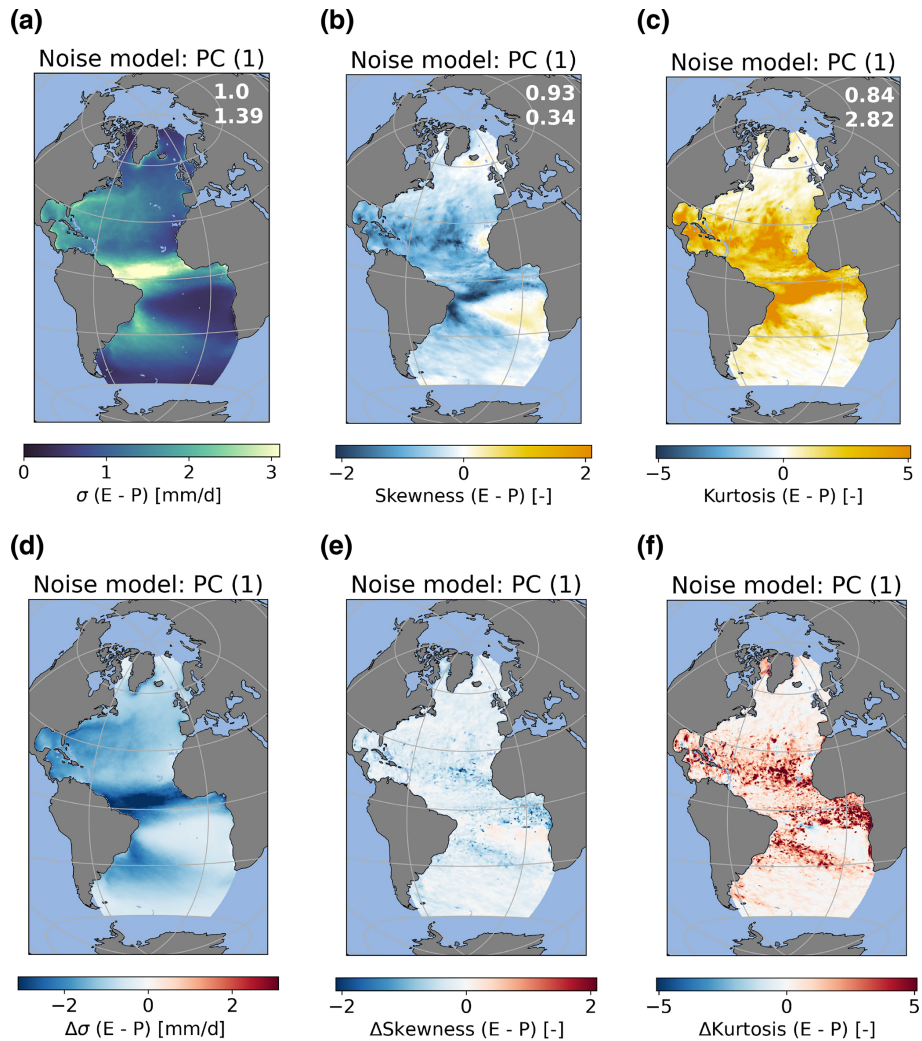 (a)
(b)
(c)
Noise model: PC (1)
Noise model: PC (1)
Noise model: PC (1)
1.0
1.39
0.93
0.34
0.84
2.82
0 1 2 3
σ (E - P) [mm/d]
−2 0 2
Skewness (E - P) [-]
−5 0 5
Kurtosis (E - P) [-]
(d)
(e)
(f)
Noise model: PC (1)
Noise model: PC (1)
Noise model: PC (1)
−2 0 2
Δσ (E - P) [mm/d]
−2 0 2
ΔSkewness (E - P) [-]
−5 0 5
ΔKurtosis (E - P) [-]